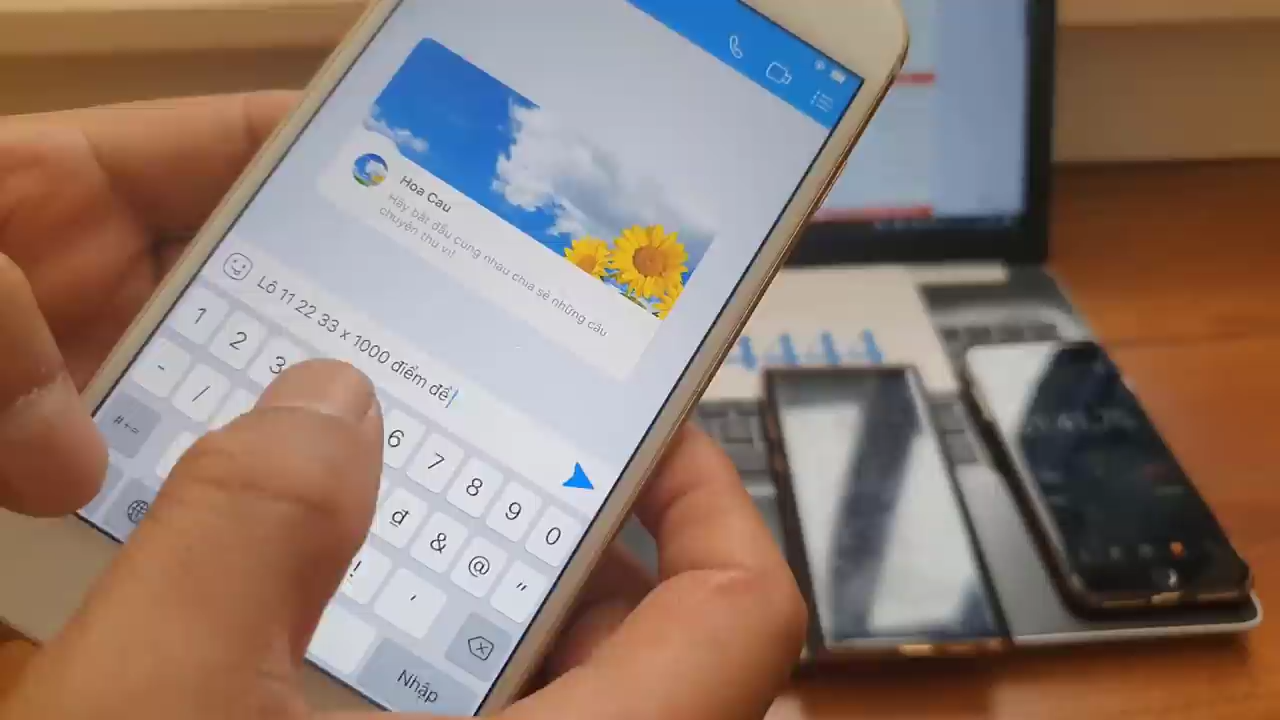 Hoa Cau
Hãy bắt đầu cùng nhau chia sẻ những câu
chuyện thú vị!
Lô 11 22 33 x 1000 điểm đề
1 2 3 6 7 8 9 0
- / đ & @ "
#+= ! '
Nhập